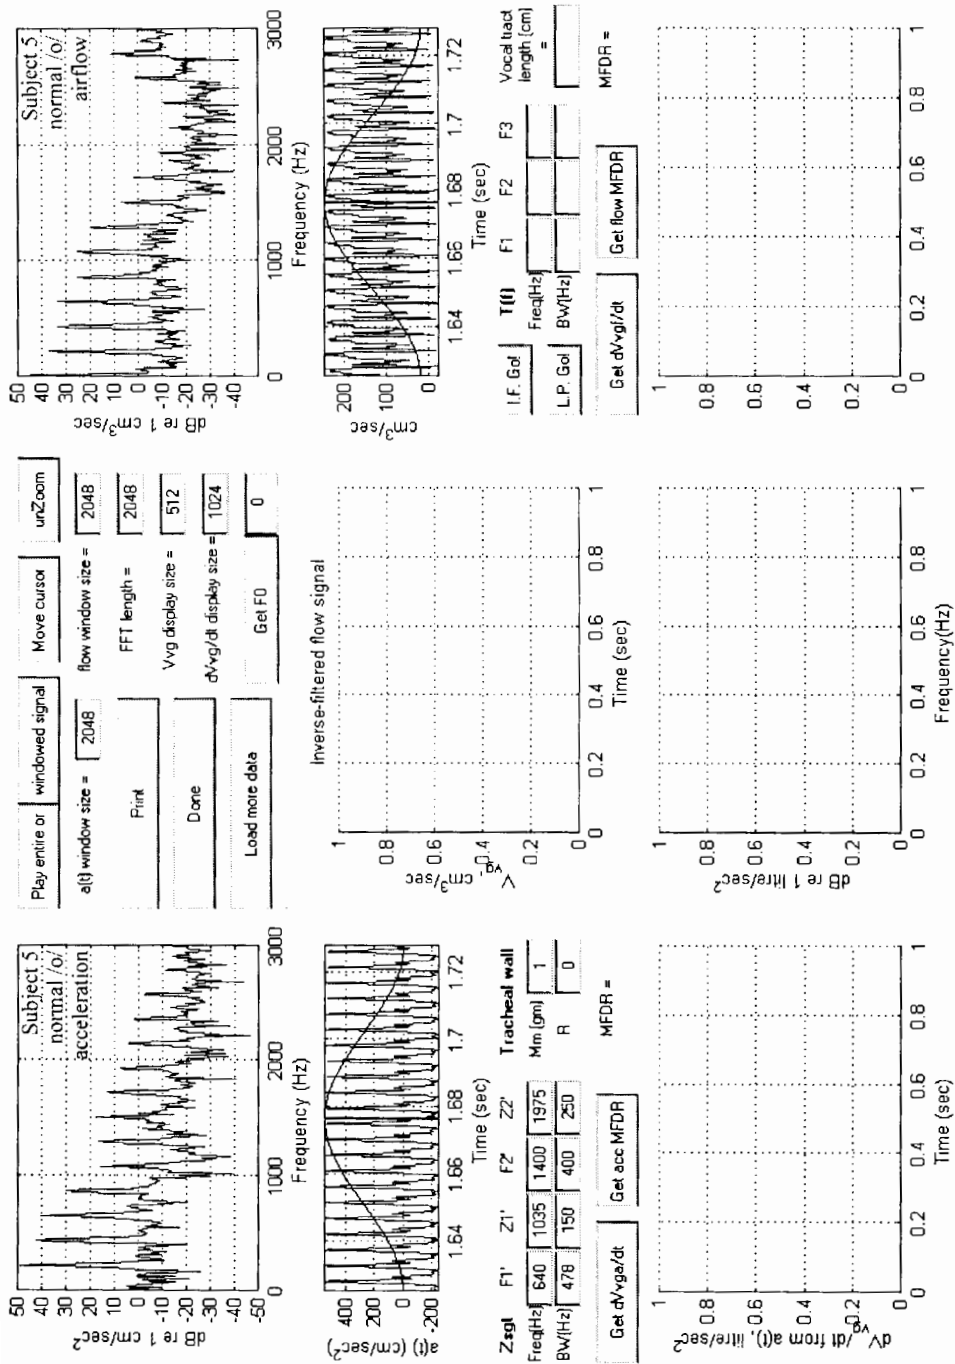 Subject 5
normal /o/
acceleration
50
40
30
20
10
0
-10
-20
-30
-40
dB re 1 cm/sec²
0
1000
2000
3000
Frequency (Hz)
Play entire or
windowed signal
Move cursor
unZoom
a(t) window size =
2048
flow window size =
2048
Print
FFT length =
2048
Done
Vvg display size =
512
dVvg/dt display size =
1024
Load more data
Get F0
0
Subject 5
normal /o/
airflow
50
40
30
20
10
0
-10
-20
-30
-40
dB re 1 cm³/sec
0
1000
2000
3000
Frequency (Hz)
400
200
0
-200
a(t) (cm/sec²)
1.64
1.66
1.68
1.7
1.72
Time (sec)
Inverse-filtered flow signal
1
0.8
0.6
0.4
0.2
0
Vvg, cm³/sec
0
0.2
0.4
0.6
0.8
1
Time (sec)
200
100
0
cm³/sec
1.64
1.66
1.68
1.7
1.72
Time (sec)
Zsgl
F1'
Z1'
F2'
Z2'
Tracheal wall
Freq[Hz]
640
1035
1400
1975
Mm [gm]
1
BW[Hz]
478
150
400
250
R
0
Get dVvga/dt
Get acc MFDR
MFDR =
I.F. Go!
T(f)
F1
F2
F3
Vocal tract
length [cm]
=
Freq[Hz]
L.P. Go!
BW[Hz]
Get dVvgf/dt
Get flow MFDR
MFDR =
1
0.8
0.6
0.4
0.2
0
dVvg/dt from a(t), litre/sec²
0
0.2
0.4
0.6
0.8
1
Time (sec)
1
0.8
0.6
0.4
0.2
0
dB re 1 litre/sec²
0
0.2
0.4
0.6
0.8
1
Frequency(Hz)
1
0.8
0.6
0.4
0.2
0
0
0.2
0.4
0.6
0.8
1